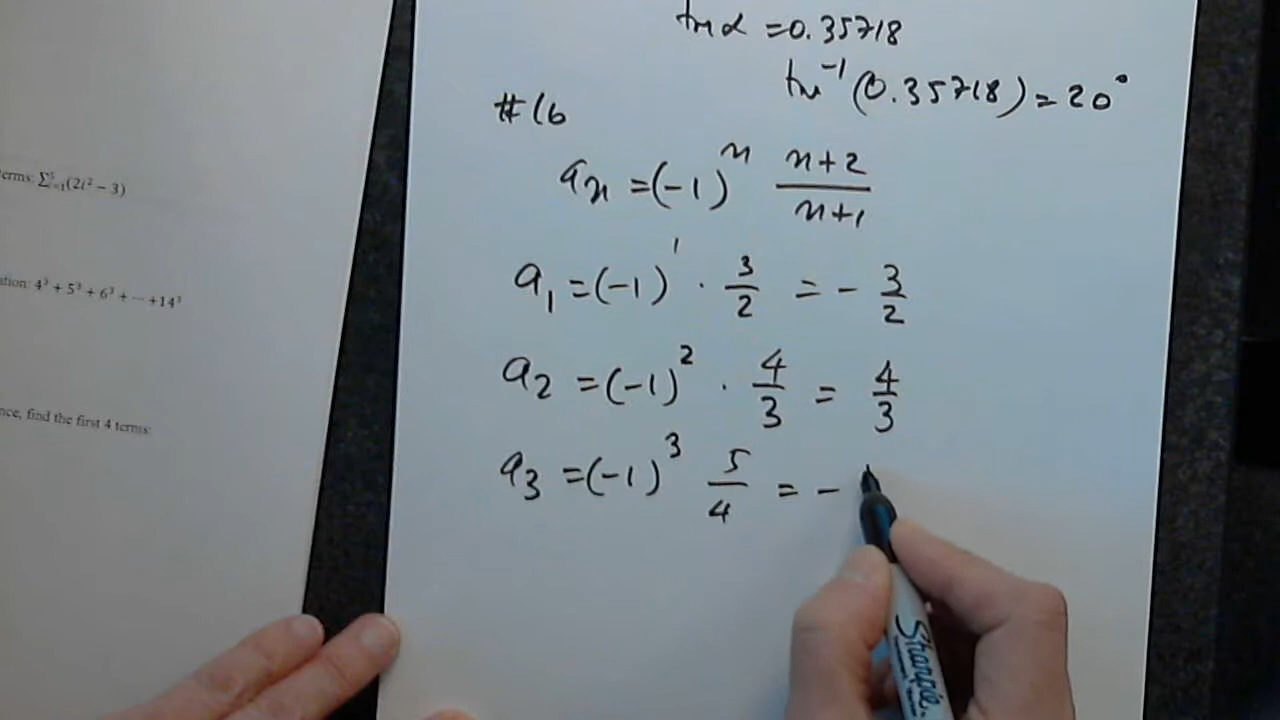 erms: ∑⁵ᵢ₌₁(2i² − 3)
ation: 4³ + 5³ + 6³ + ··· +14³
nce, find the first 4 terms:
tan α = 0.35718
tan⁻¹(0.35718) = 20°
#16
aₙ = (-1)ⁿ (n+2)/(n+1)
a₁ = (-1)¹ · 3/2 = - 3/2
a₂ = (-1)² · 4/3 = 4/3
a₃ = (-1)³ 5/4 = -
Sharpie.